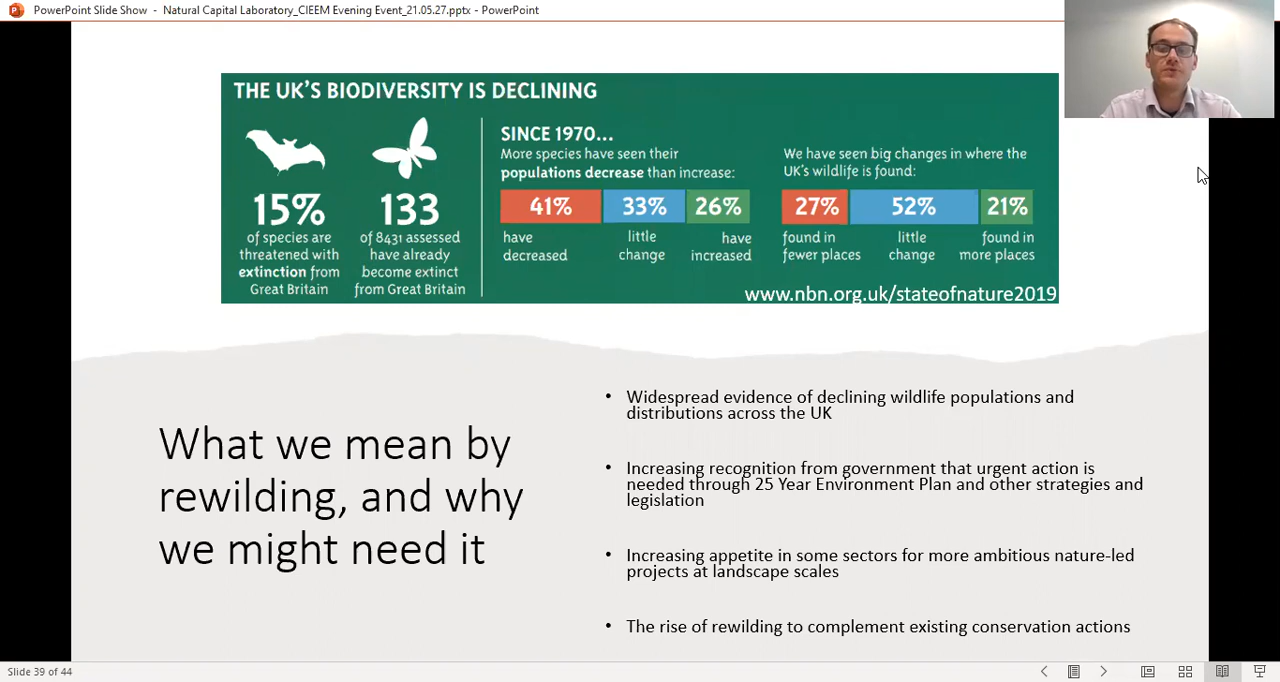 PowerPoint Slide Show - Natural Capital Laboratory_CIEEM Evening Event_21.05.27.pptx - PowerPoint
THE UK'S BIODIVERSITY IS DECLINING
15%
of species are
threatened with
extinction from
Great Britain
133
of 8431 assessed
have already
become extinct
from Great Britain
SINCE 1970...
More species have seen their
populations decrease than increase:
41% 33% 26%
have
decreased
little
change
have
increased
We have seen big changes in where the
UK's wildlife is found:
27% 52% 21%
found in
fewer places
little
change
found in
more places
www.nbn.org.uk/stateofnature2019
What we mean by
rewilding, and why
we might need it
• Widespread evidence of declining wildlife populations and
distributions across the UK
• Increasing recognition from government that urgent action is
needed through 25 Year Environment Plan and other strategies and
legislation
• Increasing appetite in some sectors for more ambitious nature-led
projects at landscape scales
• The rise of rewilding to complement existing conservation actions
Slide 39 of 44